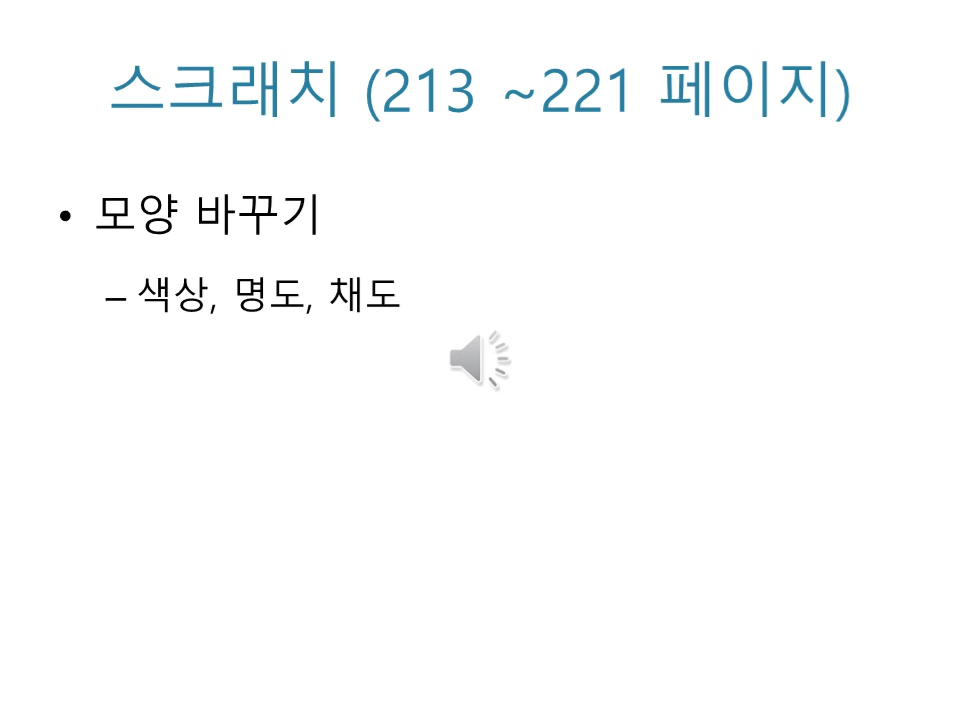 스크래치 (213 ~221 페이지)
• 모양 바꾸기
– 색상, 명도, 채도